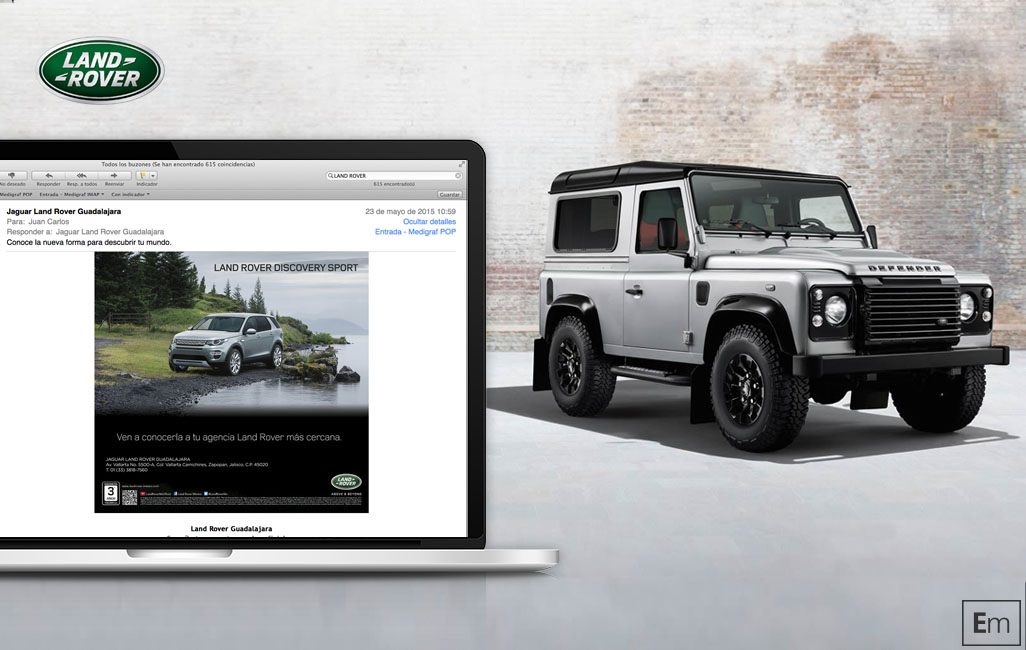 LAND
ROVER
Todos los buzones (Se han encontrado 615 coincidencias)
No deseado Responder Resp. a todos Reenviar Indicador
LAND ROVER
615 encontrado(s)
Medigraf POP Entrada - Medigraf IMAP Con indicador
Guardar
Jaguar Land Rover Guadalajara
23 de mayo de 2015 10:59
Para: Juan Carlos
Ocultar detalles
Responder a: Jaguar Land Rover Guadalajara
Entrada - Medigraf POP
Conoce la nueva forma para descubrir tu mundo.
LAND ROVER DISCOVERY SPORT
Ven a conocerla a tu agencia Land Rover más cercana.
JAGUAR LAND ROVER GUADALAJARA
Av. Vallarta No. 5500-A, Col. Vallarta Camichines, Zapopan, Jalisco. C.P. 45020
T. 01 (33) 3818-7560
3
AÑOS
LAND
ROVER
ABOVE & BEYOND
Land Rover Guadalajara
DEFENDER
Em